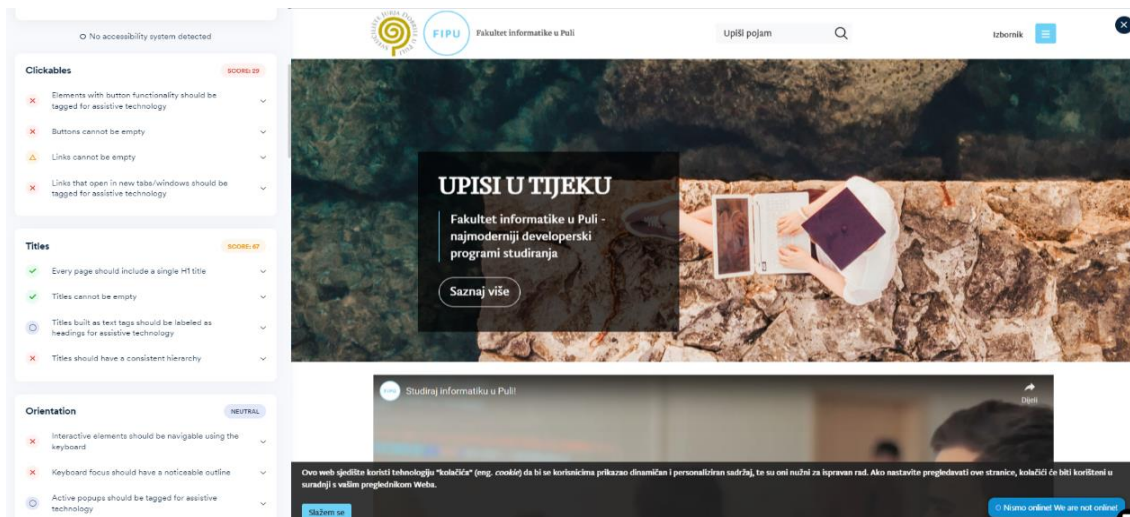 No accessibility system detected
Clickables
SCORE: 29
Elements with button functionality should be
tagged for assistive technology
Buttons cannot be empty
Links cannot be empty
Links that open in new tabs/windows should be
tagged for assistive technology
Titles
SCORE: 67
Every page should include a single H1 title
Titles cannot be empty
Titles built as text tags should be labeled as
headings for assistive technology
Titles should have a consistent hierarchy
Orientation
NEUTRAL
Interactive elements should be navigable using the
keyboard
Keyboard focus should have a noticeable outline
Active popups should be tagged for assistive
technology
FIPU
Fakultet informatike u Puli
Upiši pojam
Izbornik
UPISI U TIJEKU
Fakultet informatike u Puli -
najmoderniji developerski
programi studiranja
Saznaj više
Studiraj informatiku u Puli!
Dijeli
Ovo web sjedište koristi tehnologiju "kolačića" (eng. cookie) da bi se korisnicima prikazao dinamičan i personaliziran sadržaj, te su oni nužni za ispravan rad. Ako nastavite pregledavati ove stranice, kolačići će biti korišteni u
suradnji s vašim preglednikom Weba.
Slažem se
Nismo online! We are not online!